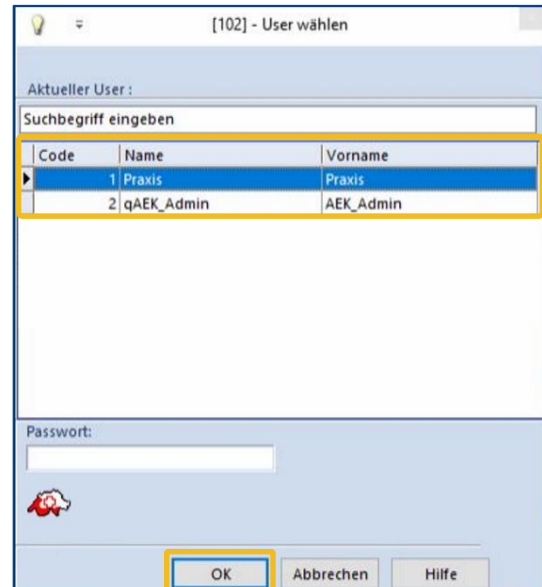 [102] - User wählen
Aktueller User :
Suchbegriff eingeben
Code Name Vorname
1 Praxis Praxis
2 qAEK_Admin AEK_Admin
Passwort:
OK Abbrechen Hilfe